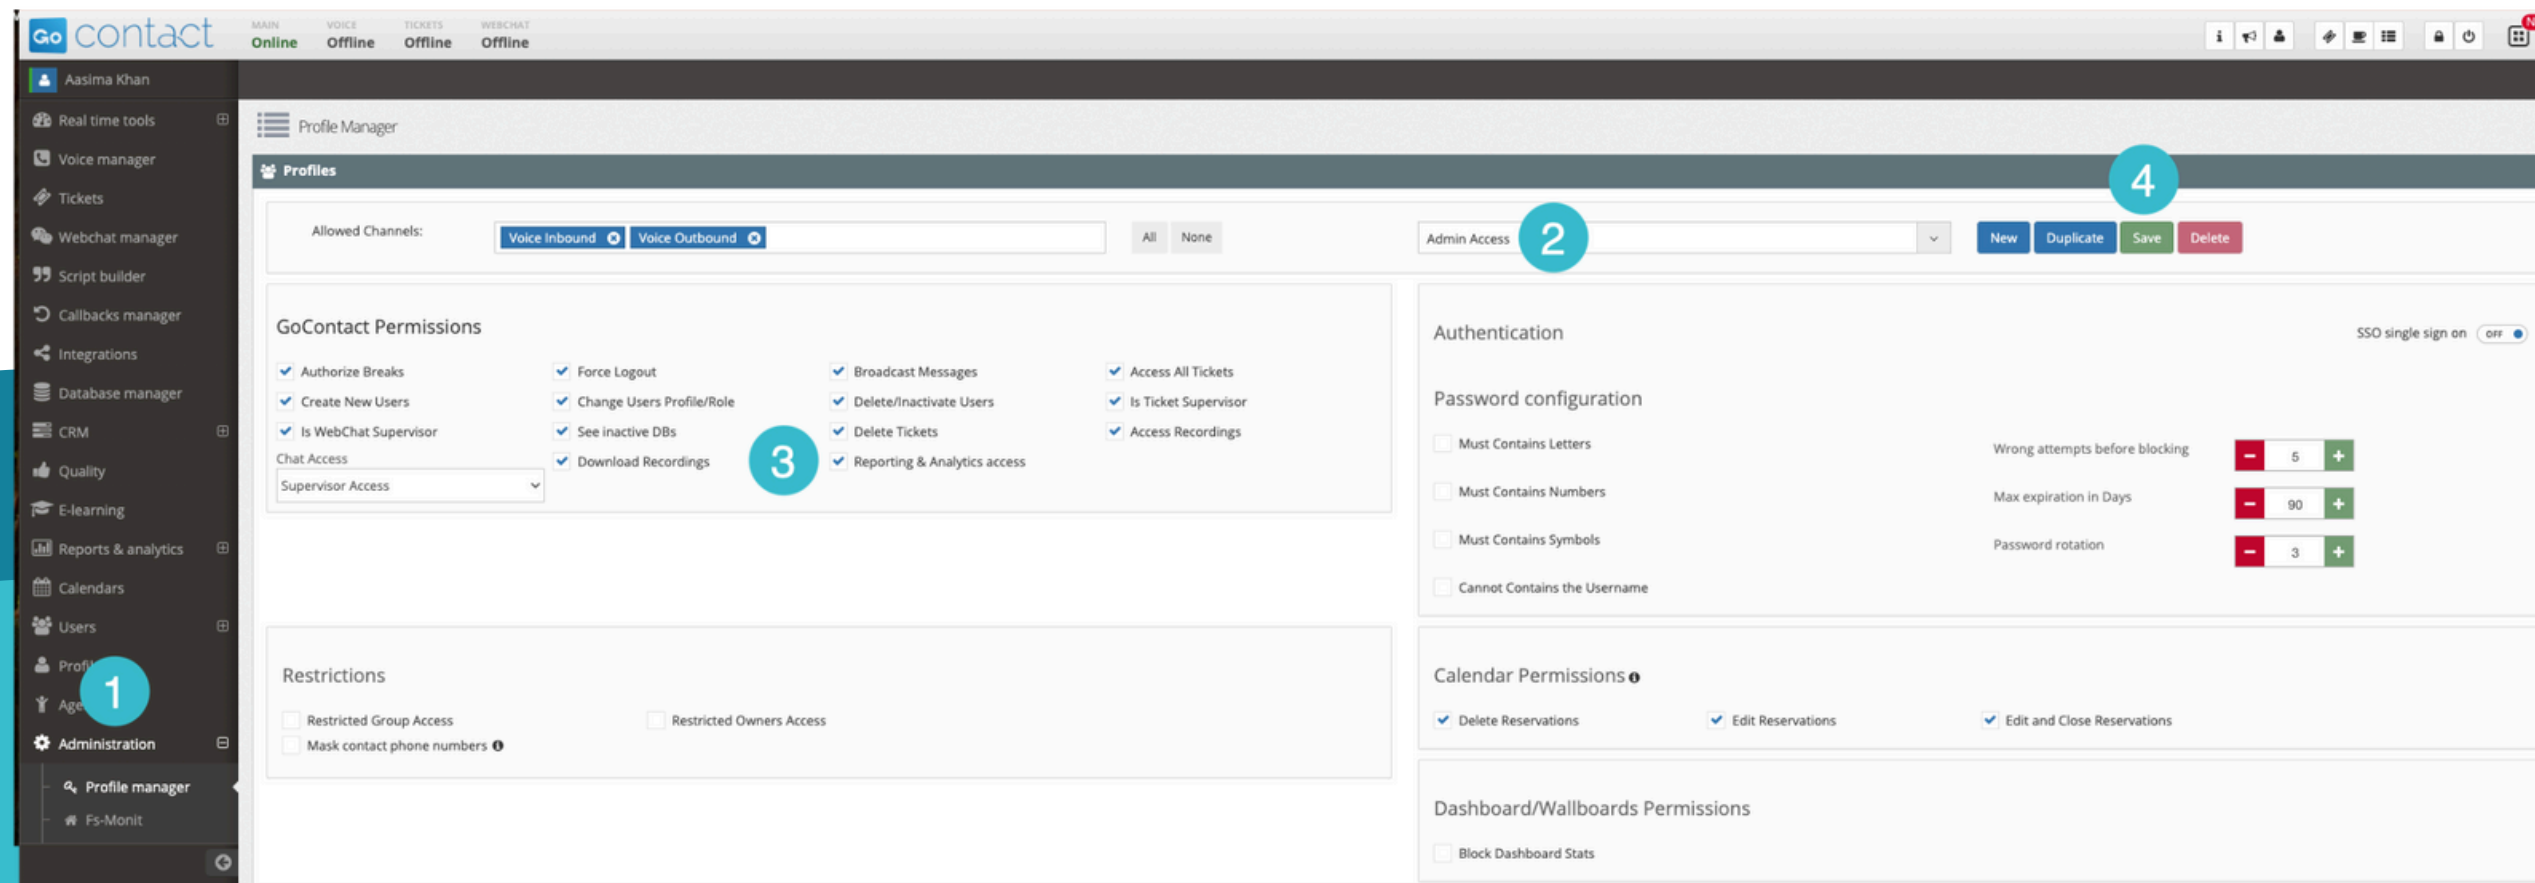 Go contact
MAIN VOICE TICKETS WEBCHAT
Online Offline Offline Offline
Aasima Khan
Real time tools
Voice manager
Tickets
Webchat manager
Script builder
Callbacks manager
Integrations
Database manager
CRM
Quality
E-learning
Reports & analytics
Calendars
Users
1
Administration
Profile manager
Fs-Monit
Profile Manager
Profiles
4
Allowed Channels: Voice Inbound Voice Outbound All None Admin Access 2 New Duplicate Save Delete
GoContact Permissions
Authorize Breaks Force Logout Broadcast Messages Access All Tickets
Create New Users Change Users Profile/Role Delete/Inactivate Users Is Ticket Supervisor
Is WebChat Supervisor See inactive DBs Delete Tickets Access Recordings
Chat Access Download Recordings 3 Reporting & Analytics access
Supervisor Access
Authentication SSO single sign on OFF
Password configuration
Must Contains Letters Wrong attempts before blocking - 5 +
Must Contains Numbers Max expiration in Days - 90 +
Must Contains Symbols Password rotation - 3 +
Cannot Contains the Username
Restrictions
Restricted Group Access Restricted Owners Access
Mask contact phone numbers
Calendar Permissions
Delete Reservations Edit Reservations Edit and Close Reservations
Dashboard/Wallboards Permissions
Block Dashboard Stats